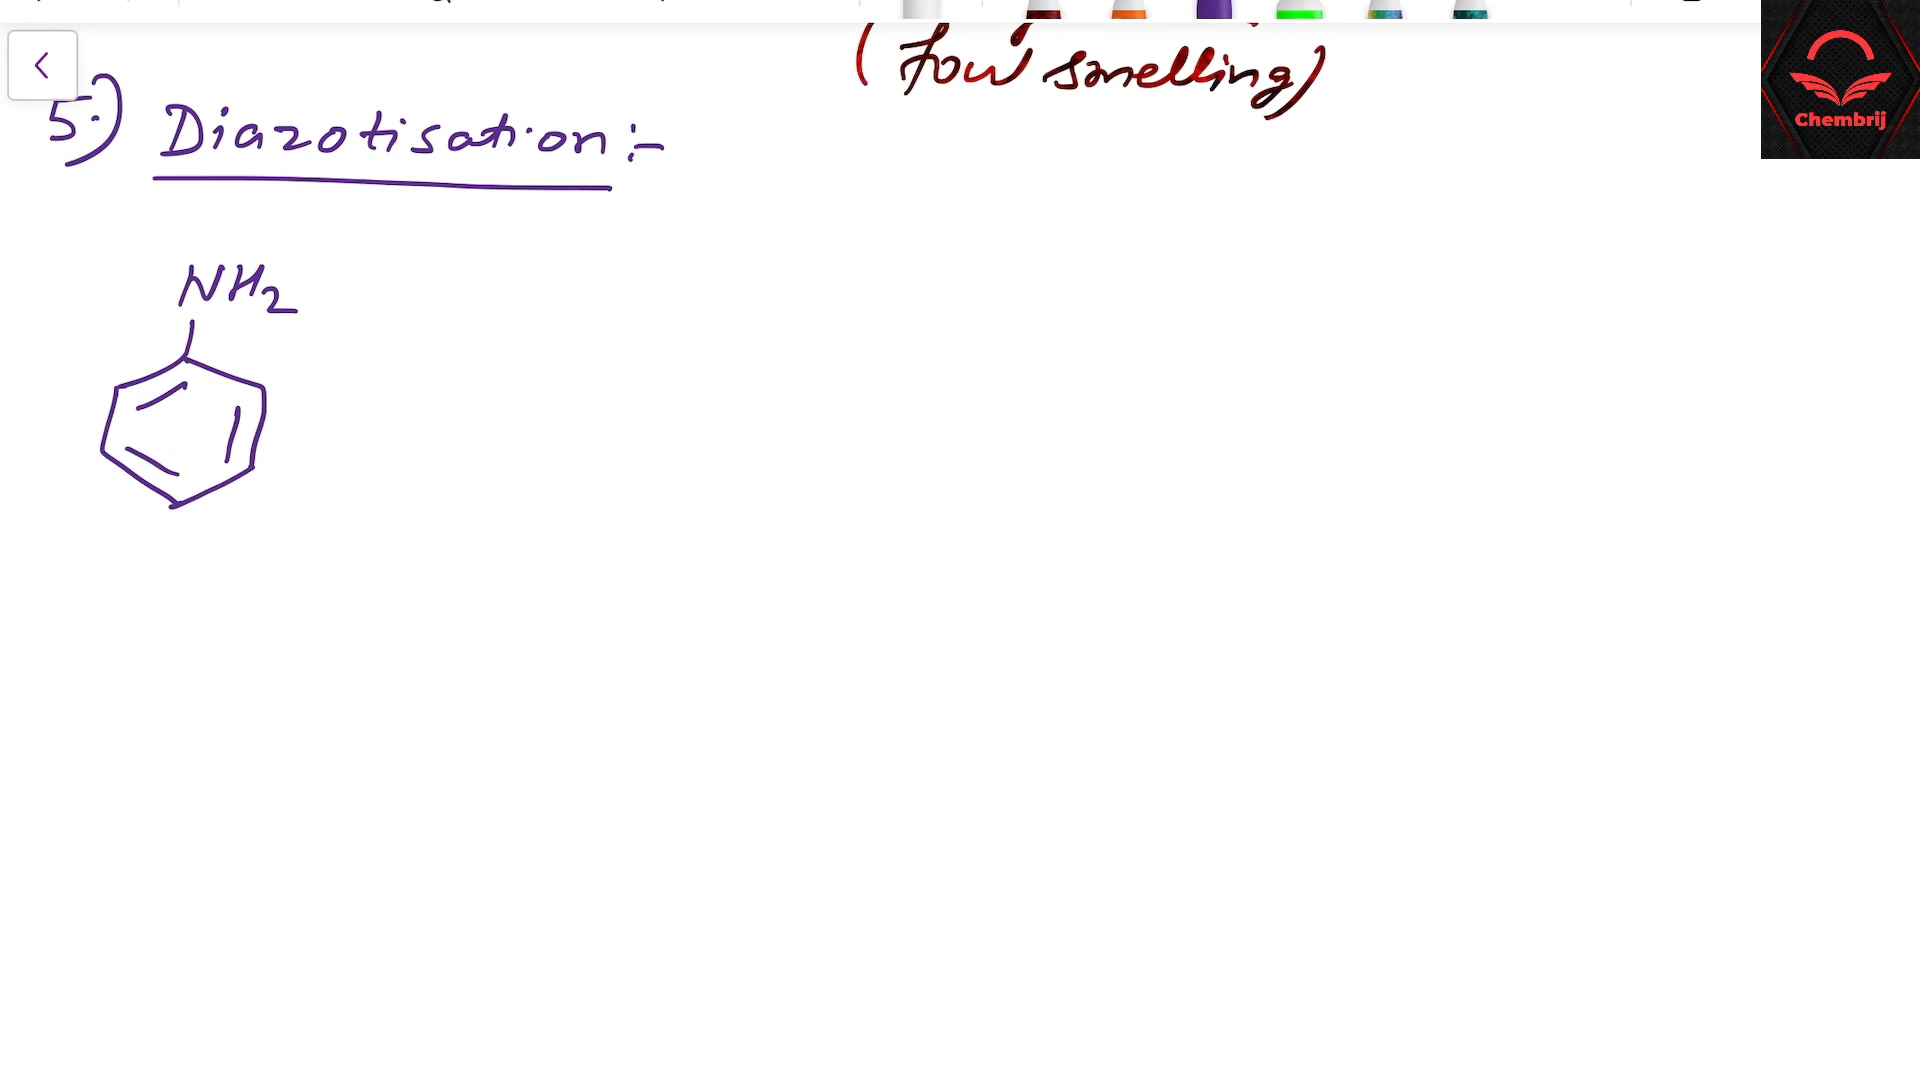 (Foul smelling)
Chembrij
5.) Diazotisation :-
NH2